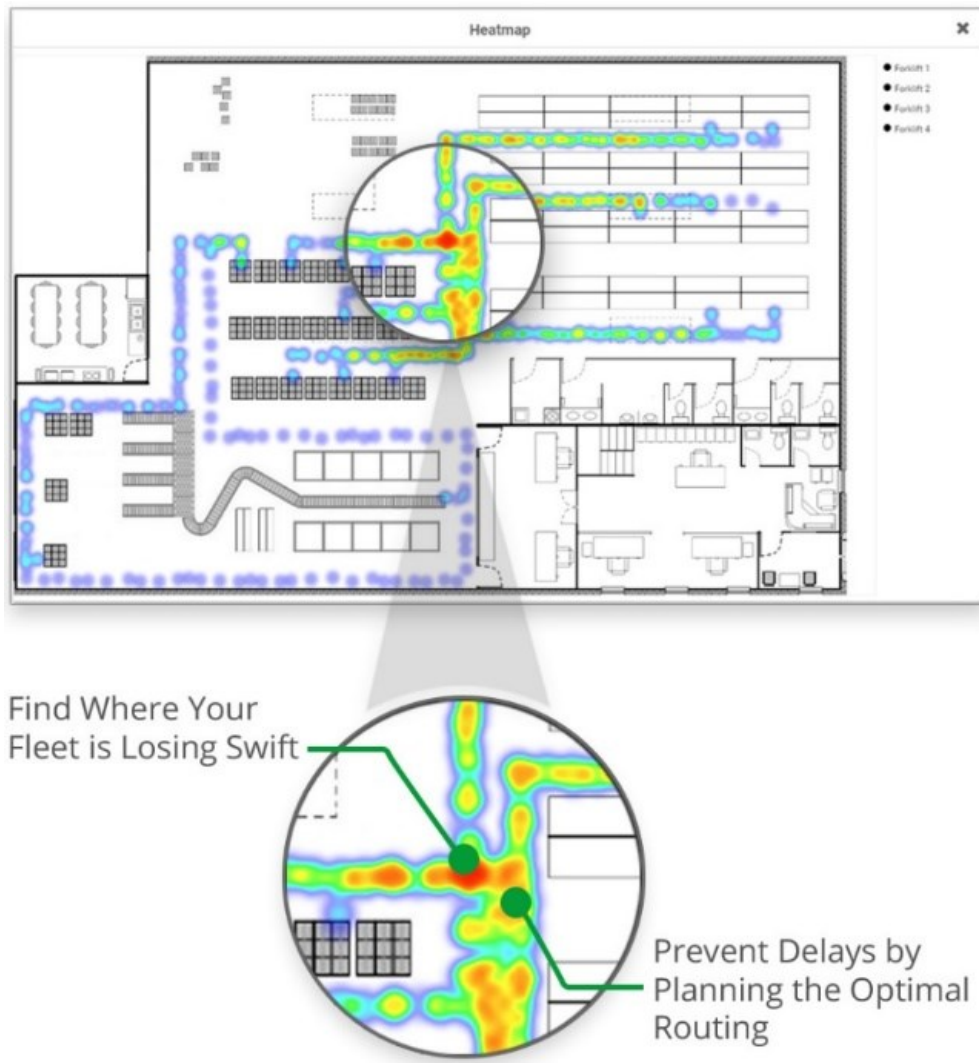 Heatmap
Forklift 1
Forklift 2
Forklift 3
Forklift 4
Find Where Your
Fleet is Losing Swift
Prevent Delays by
Planning the Optimal
Routing